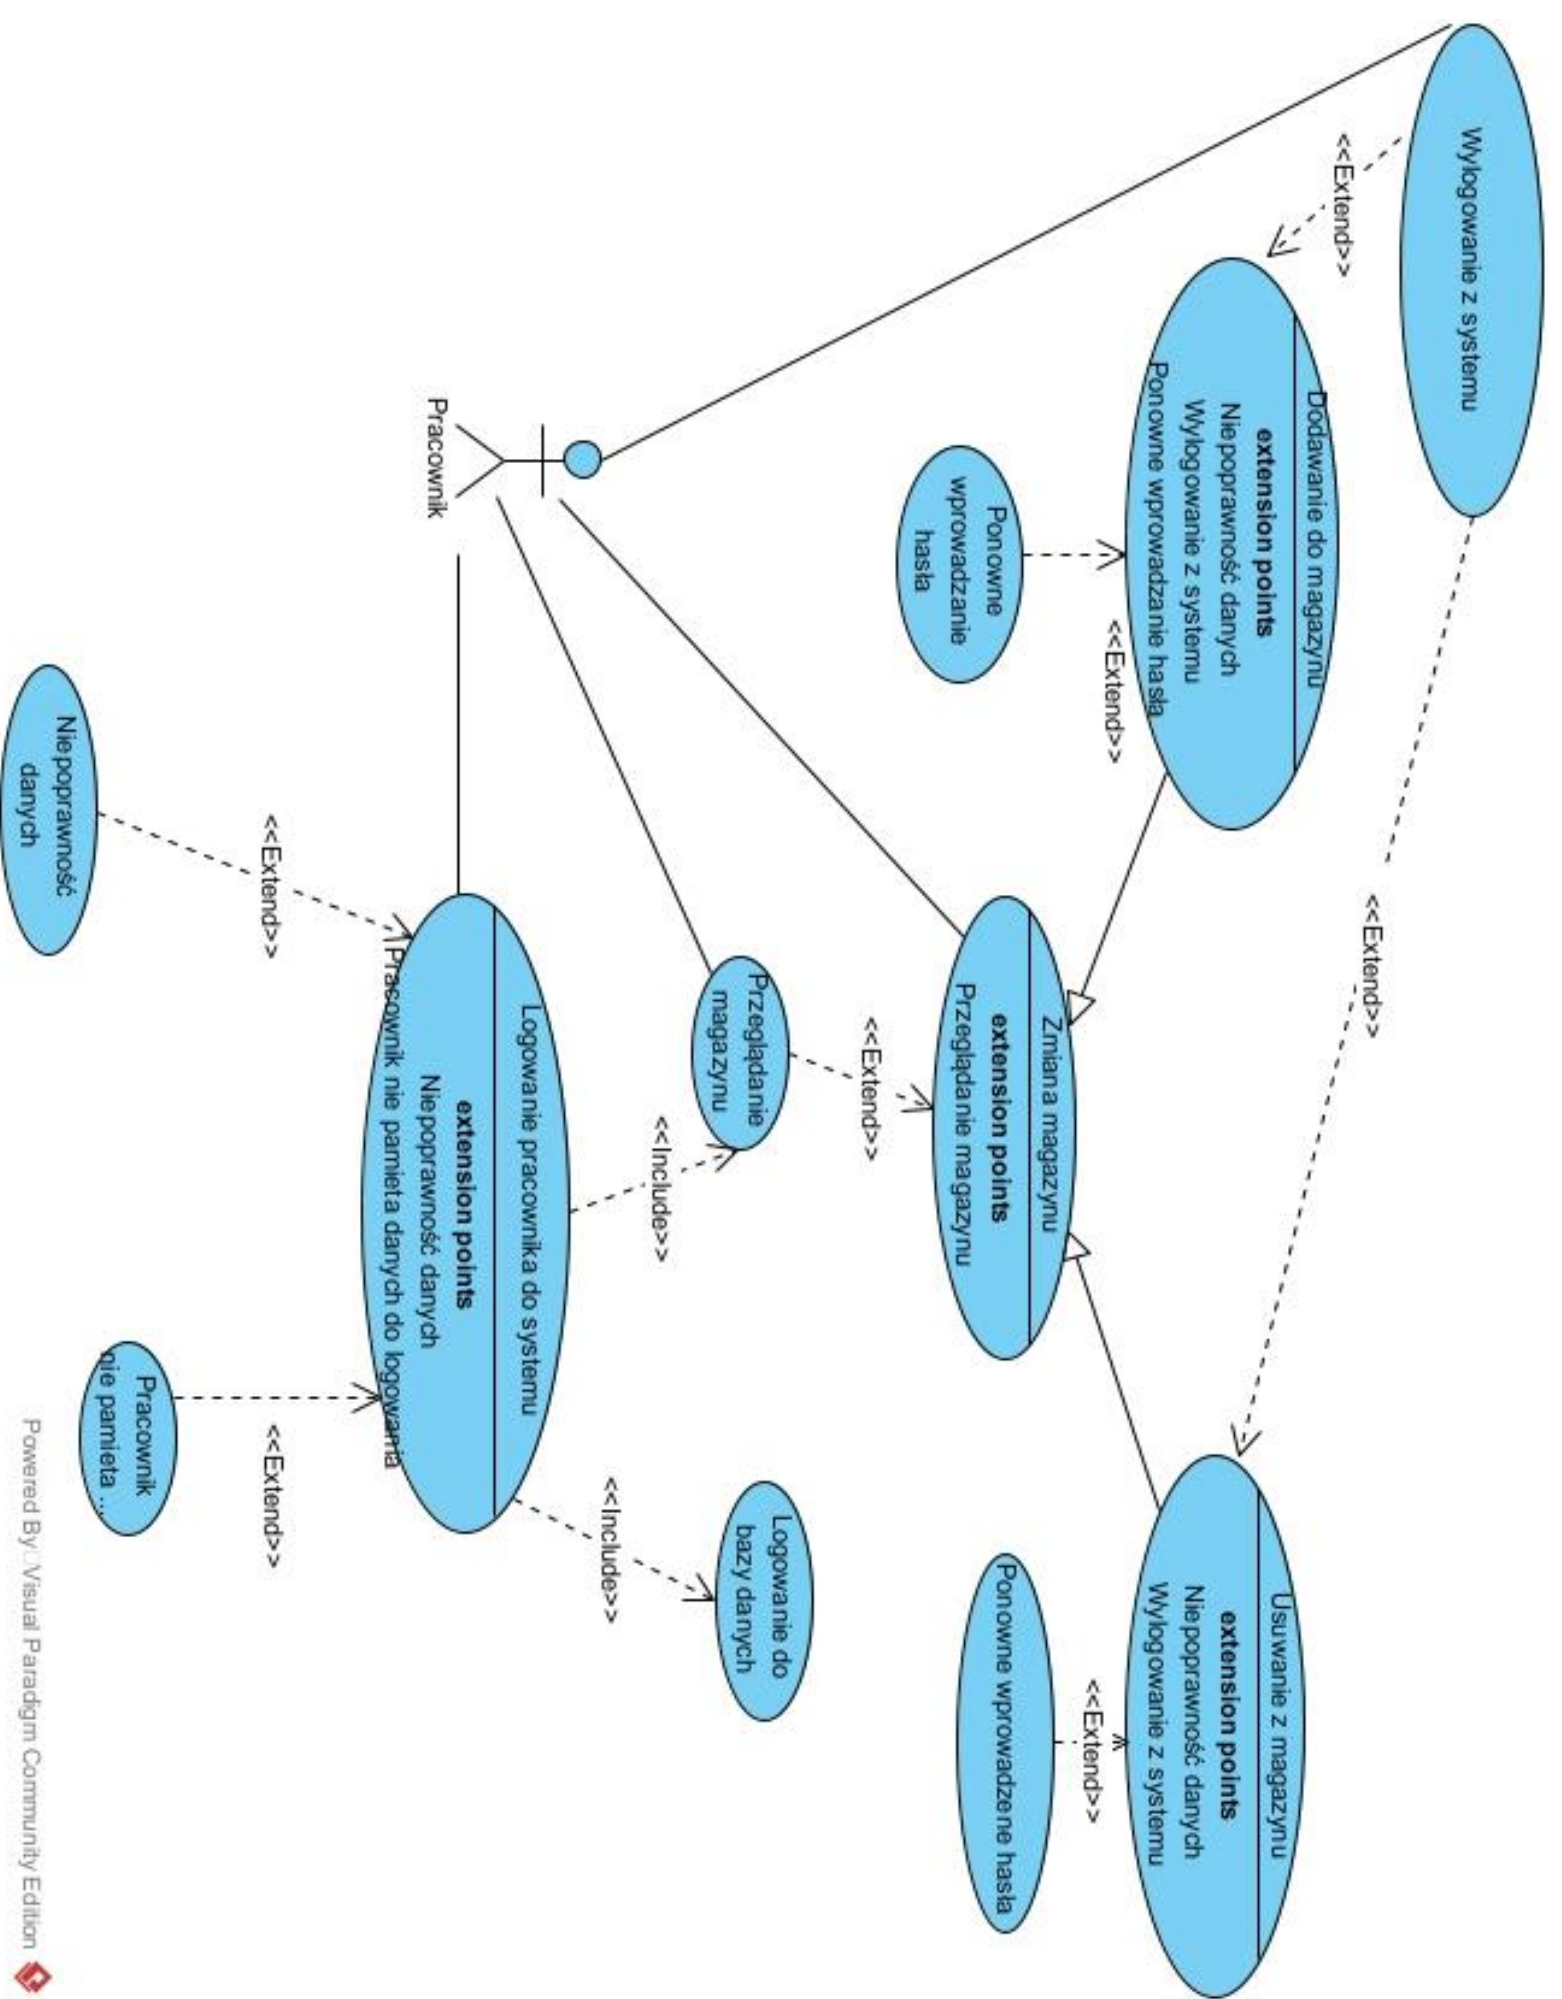 Wylogowanie z systemu
<<Extend>>
Dodawanie do magazynu
extension points
Niepoprawność danych
Wylogowanie z systemu
Ponowne wprowadzanie hasła
<<Extend>>
<<Extend>>
Ponowne
wprowadzanie
hasła
Usuwanie z magazynu
extension points
Niepoprawność danych
Wylogowanie z systemu
<<Extend>>
Ponowne wprowadzene hasła
Zmiana magazynu
extension points
Przeglądanie magazynu
<<Extend>>
Przeglądanie
magazynu
Logowanie do
bazy danych
<<Include>>
<<Include>>
Pracownik
Logowanie pracownika do systemu
extension points
Niepoprawność danych
Pracownik nie pamieta danych do logowania
<<Extend>>
<<Extend>>
Niepoprawność
danych
Pracownik
nie pamieta ...
Powered By Visual Paradigm Community Edition